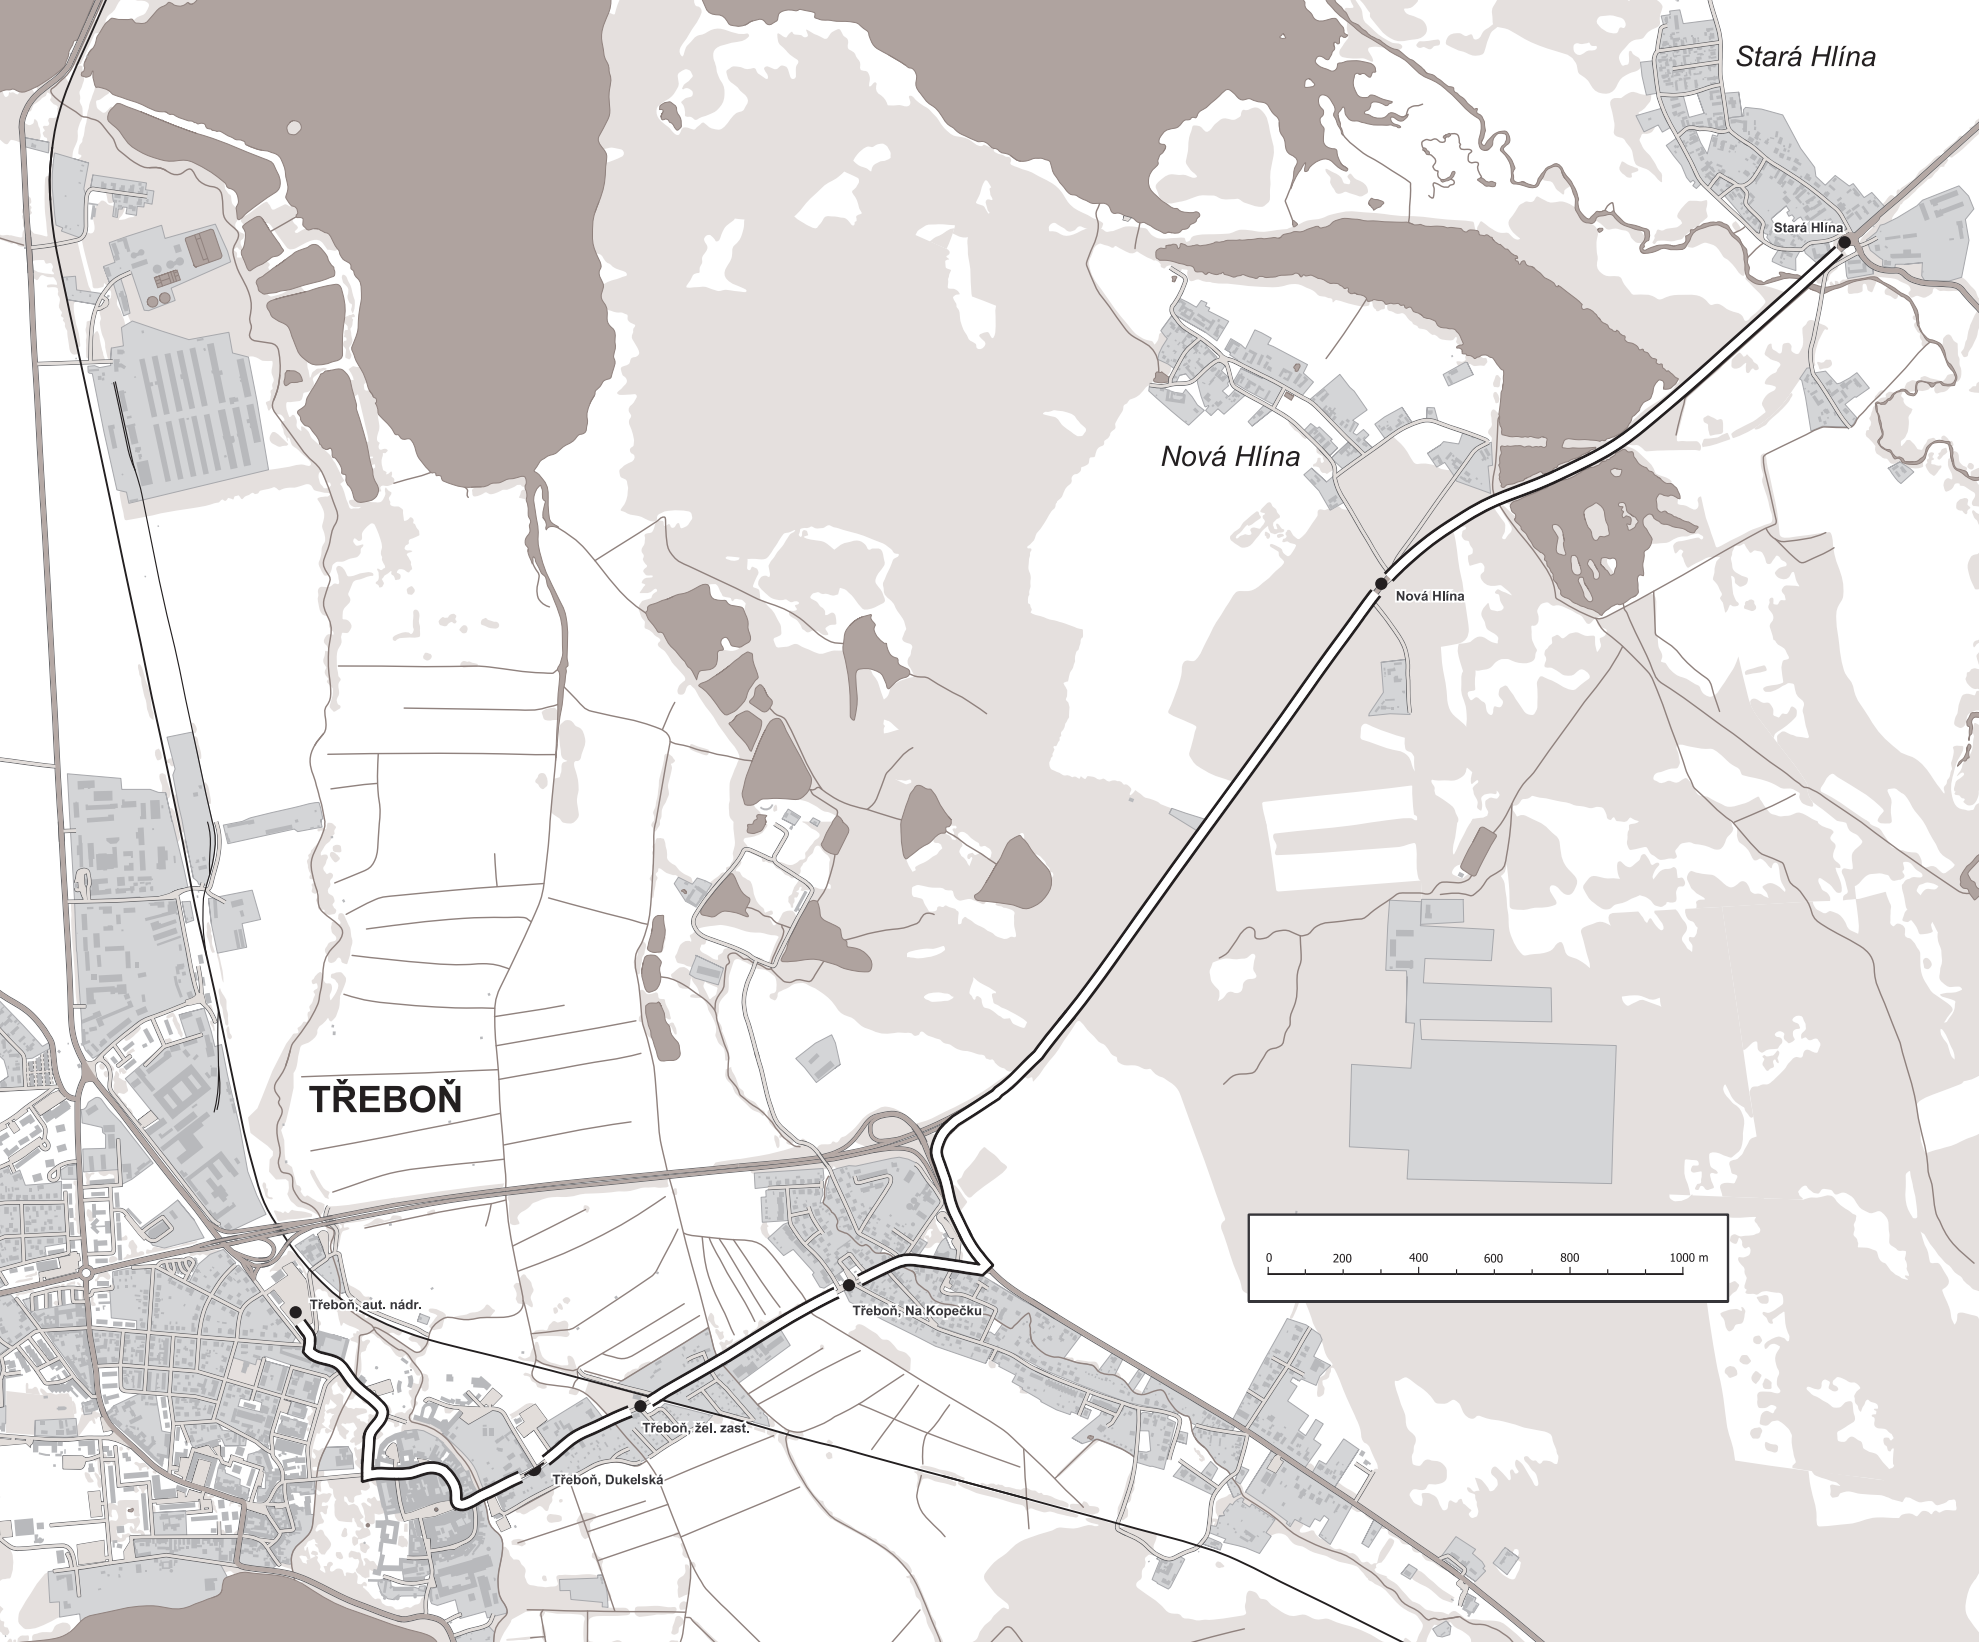 Stará Hlína
Stará Hlína
Nová Hlína
Nová Hlína
TŘEBOŇ
0 200 400 600 800 1000 m
Třeboň, aut. nádr.
Třeboň, Na Kopečku
Třeboň, žel. zast.
Třeboň, Dukelská